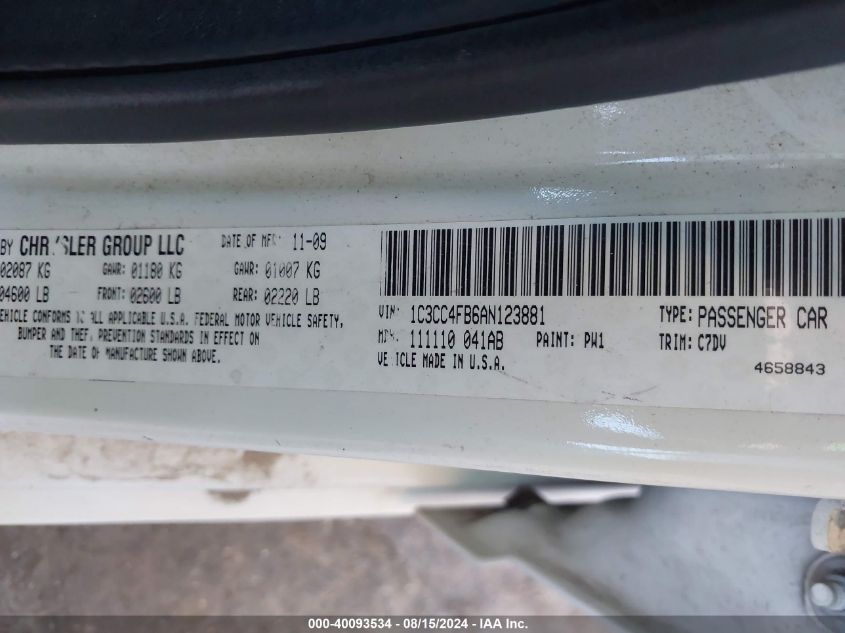 BY CHRYSLER GROUP LLC DATE OF MFR 11-09
02087 KG GAWR: 01180 KG GAWR: 01007 KG
04600 LB FRONT: 02600 LB REAR: 02220 LB
VEHICLE CONFORMS TO ALL APPLICABLE U.S.A. FEDERAL MOTOR VEHICLE SAFETY,
BUMPER AND THEFT PREVENTION STANDARDS IN EFFECT ON
THE DATE OF MANUFACTURE SHOWN ABOVE.
VIN: 1C3CC4FB6AN123881 TYPE: PASSENGER CAR
MDH: 111110 041AB PAINT: PW1 TRIM: C7DV
VEHICLE MADE IN U.S.A. 4658843
000-40093534 - 08/15/2024 - IAA Inc.